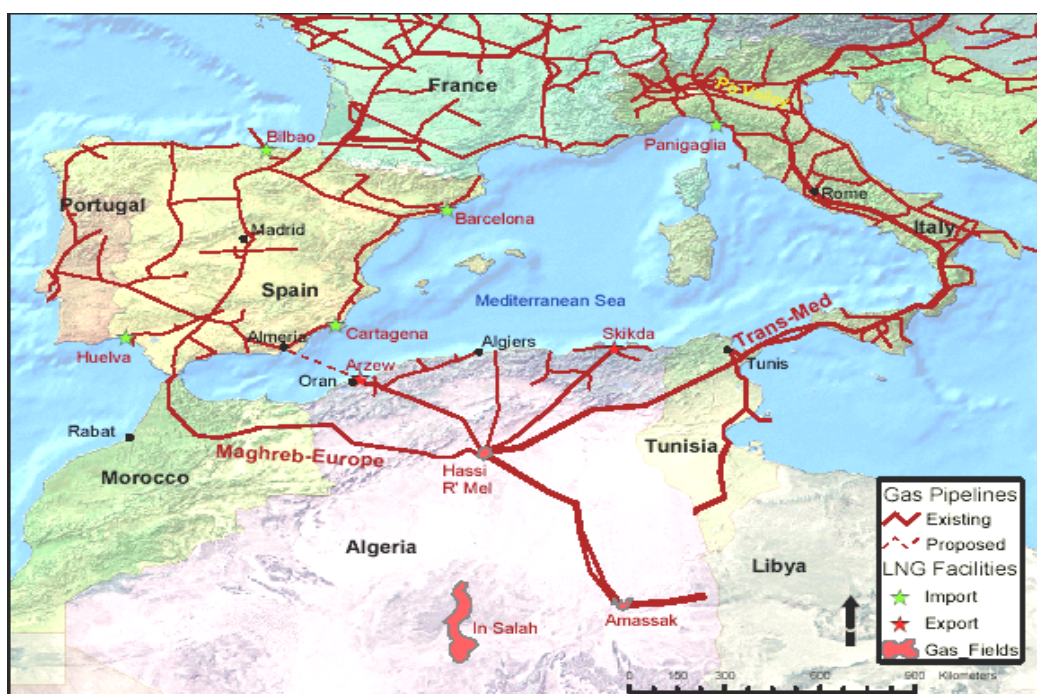 France
Po Valley
Bilbao
Panigaglia
Portugal
Rome
Barcelona
Madrid
Italy
Spain
Mediterranean Sea
Trans-Med
Almeria
Cartagena
Skikda
Huelva
Algiers
Arzew
Tunis
Oran
Rabat
Maghreb-Europe
Tunisia
Morocco
Hassi
R' Mel
Algeria
Libya
In Salah
Amassak
Gas Pipelines
Existing
Proposed
LNG Facilities
Import
Export
Gas_Fields
0 150 300 600 900 Kilometers